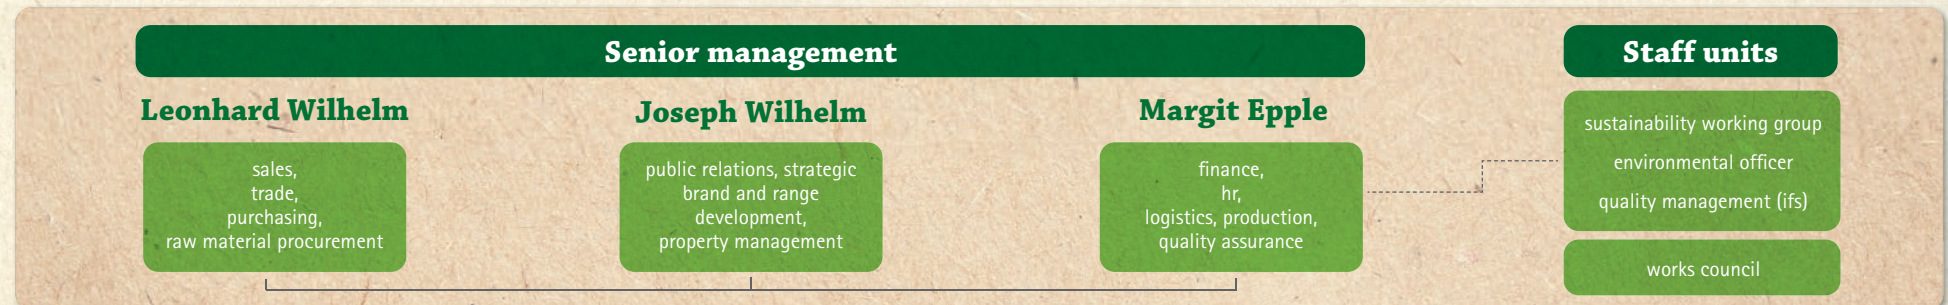 Senior management
Leonhard Wilhelm
sales,
trade,
purchasing,
raw material procurement
Joseph Wilhelm
public relations, strategic
brand and range
development,
property management
Margit Epple
finance,
hr,
logistics, production,
quality assurance
Staff units
sustainability working group
environmental officer
quality management (ifs)
works council